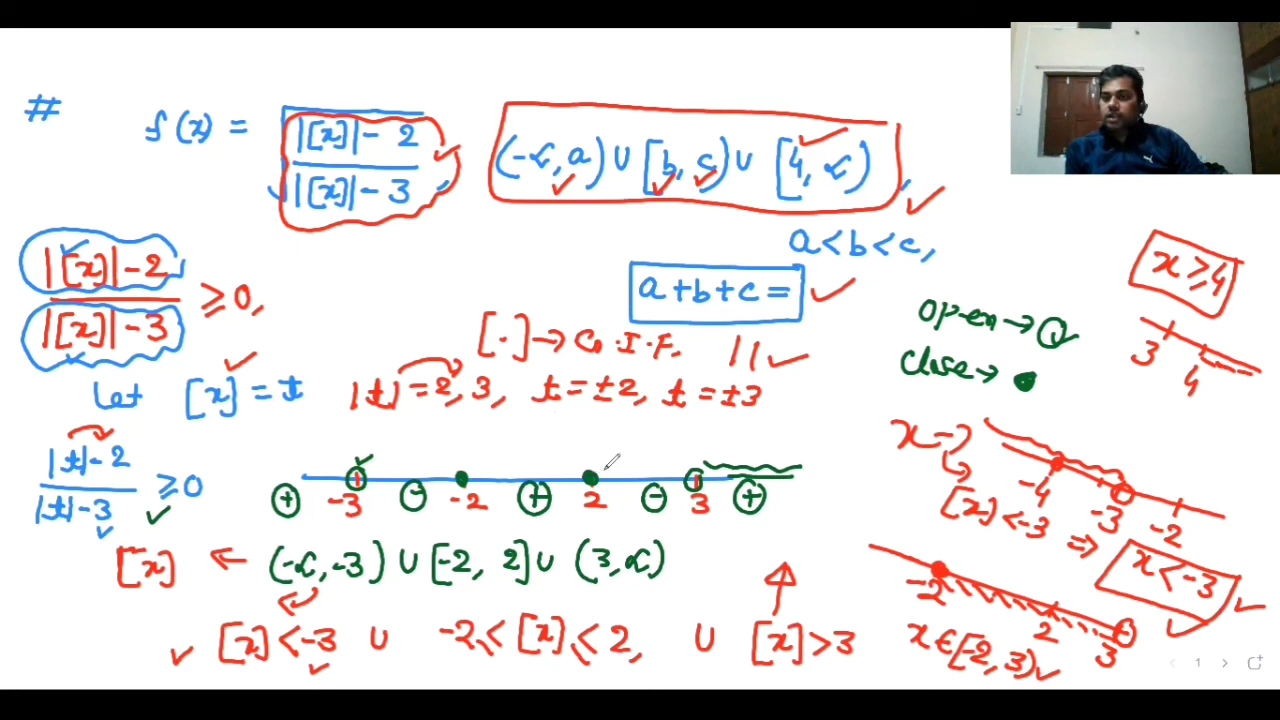 #
f(x) = √(|[x]| - 2 / |[x]| - 3)
(-∝, a) ∪ [b, c) ∪ [4, ∝),
a < b < c,
a + b + c =
|[x]| - 2 / |[x]| - 3 ≥ 0,
[·] → G.I.F.
let [x] = t
|t| = 2, 3, t = ±2, t = ±3
|t| - 2 / |t| - 3 ≥ 0
+ -3 - -2 + 2 - 3 +
[x] ← (-∝, -3) ∪ [-2, 2] ∪ (3, ∝)
[x] < -3 ∪ -2 ≤ [x] ≤ 2, ∪ [x] > 3
x ≥ 4
3 4
open → O
Close → ●
x →
-4 -3 -2
[x] < -3 ⇒ x < -3
-2 2 3
x ∈ [-2, 3)
1